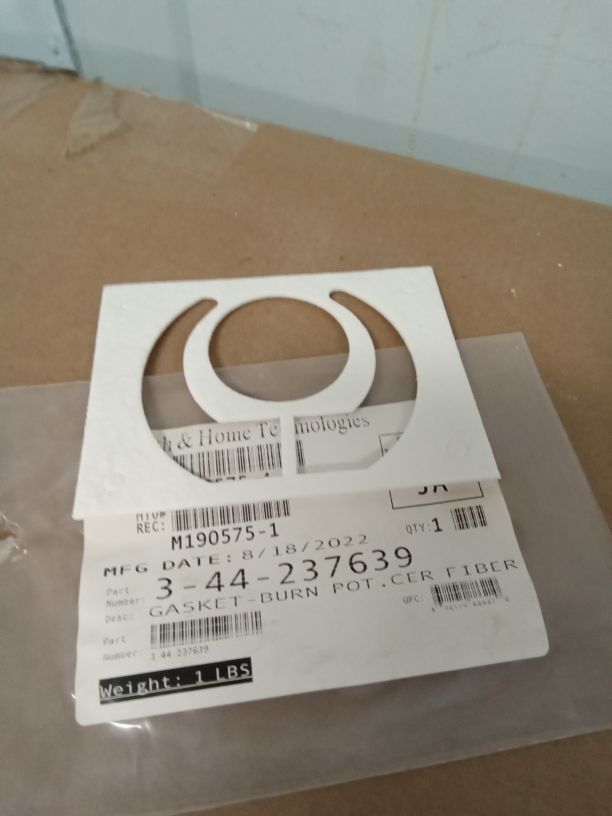 h & Home Technologies
JA
MTO#
REC:
M190575-1
QTY: 1
MFG DATE: 8/18/2022
Part
Number: 3-44-237639
Desc: GASKET-BURN POT.CER FIBER
UPC:
Part
Number: 3-44-237639
Weight: 1 LBS